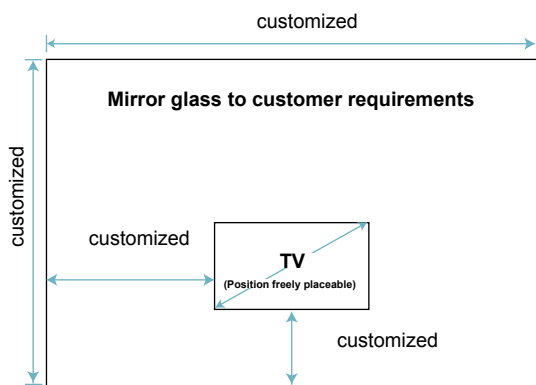 customized
Mirror glass to customer requirements
customized
customized
TV
(Position freely placeable)
customized